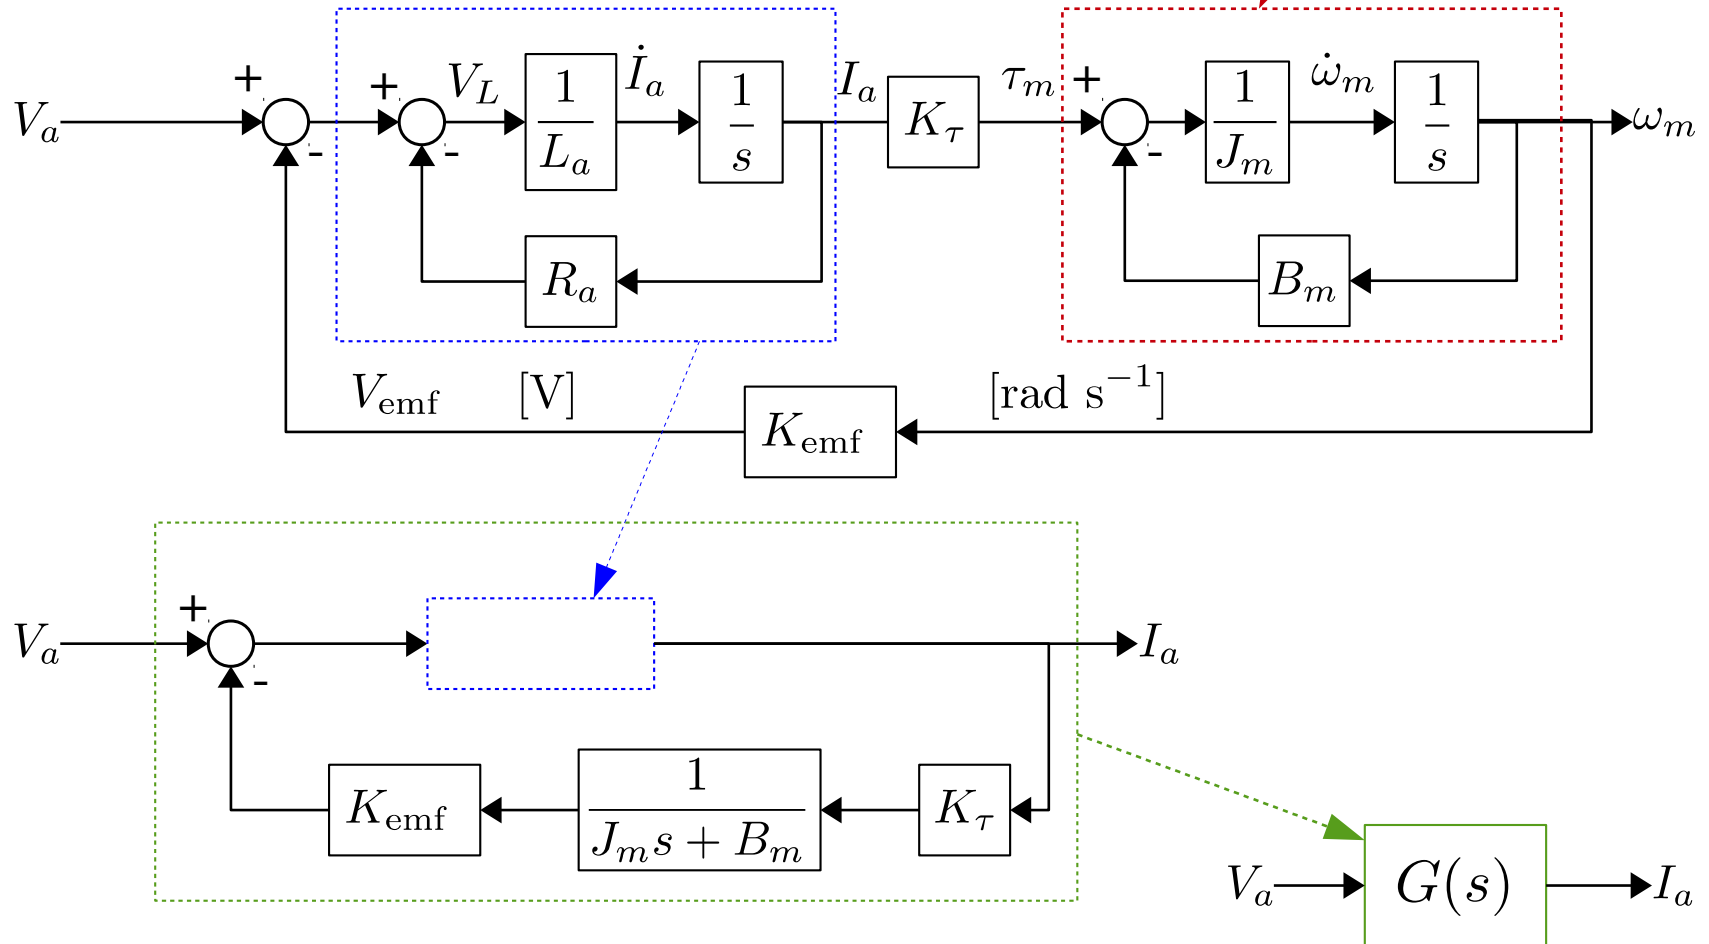 V_a + - + - V_L 1/L_a İ_a 1/s I_a K_τ τ_m + - 1/J_m ω̇_m 1/s ω_m
R_a B_m
V_emf [V] K_emf [rad s⁻¹]
V_a + - I_a
K_emf 1/(J_m s + B_m) K_τ
V_a G(s) I_a